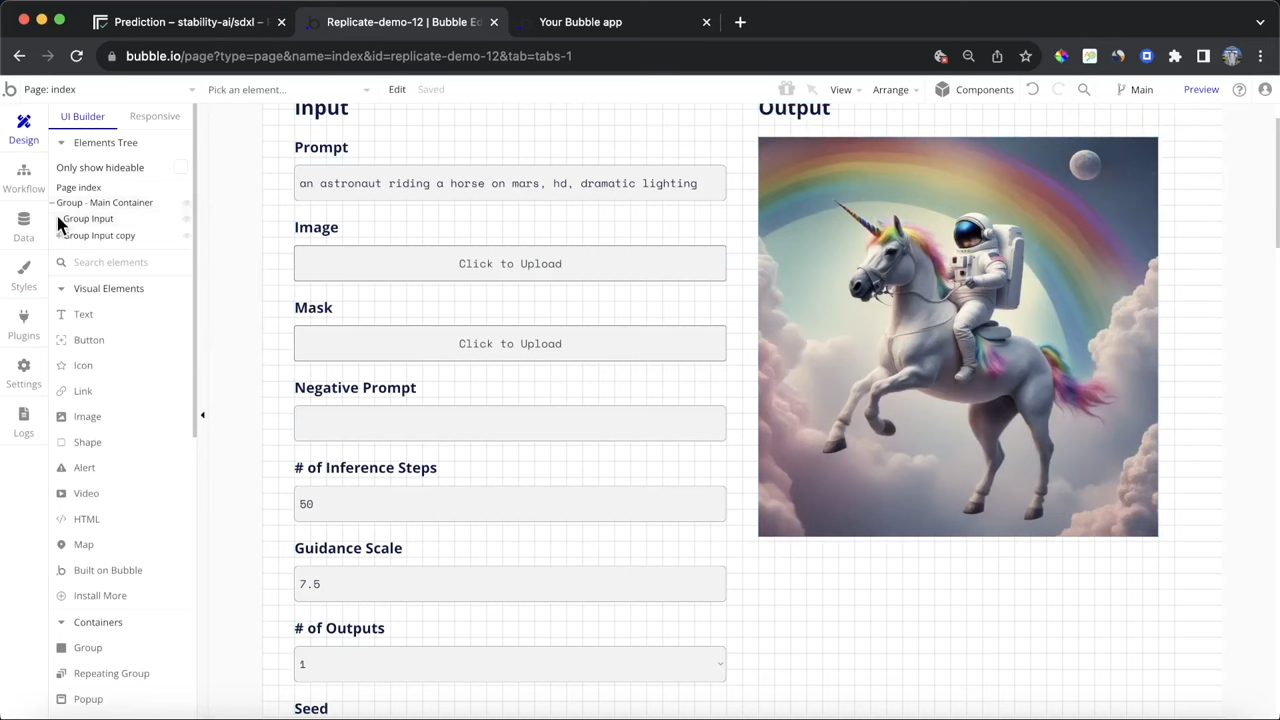 Prediction – stability-ai/sdxl –
Replicate-demo-12 | Bubble Ed
Your Bubble app
bubble.io/page?type=page&name=index&id=replicate-demo-12&tab=tabs-1
Page: index
Pick an element...
Edit
Saved
View
Arrange
Components
Main
Preview
Design
Workflow
Data
Styles
Plugins
Settings
Logs
UI Builder
Responsive
Elements Tree
Only show hideable
Page index
Group - Main Container
Group Input
Group Input copy
Search elements
Visual Elements
Text
Button
Icon
Link
Image
Shape
Alert
Video
HTML
Map
Built on Bubble
Install More
Containers
Group
Repeating Group
Popup
Input
Prompt
an astronaut riding a horse on mars, hd, dramatic lighting
Image
Click to Upload
Mask
Click to Upload
Negative Prompt
# of Inference Steps
50
Guidance Scale
7.5
# of Outputs
1
Seed
Output